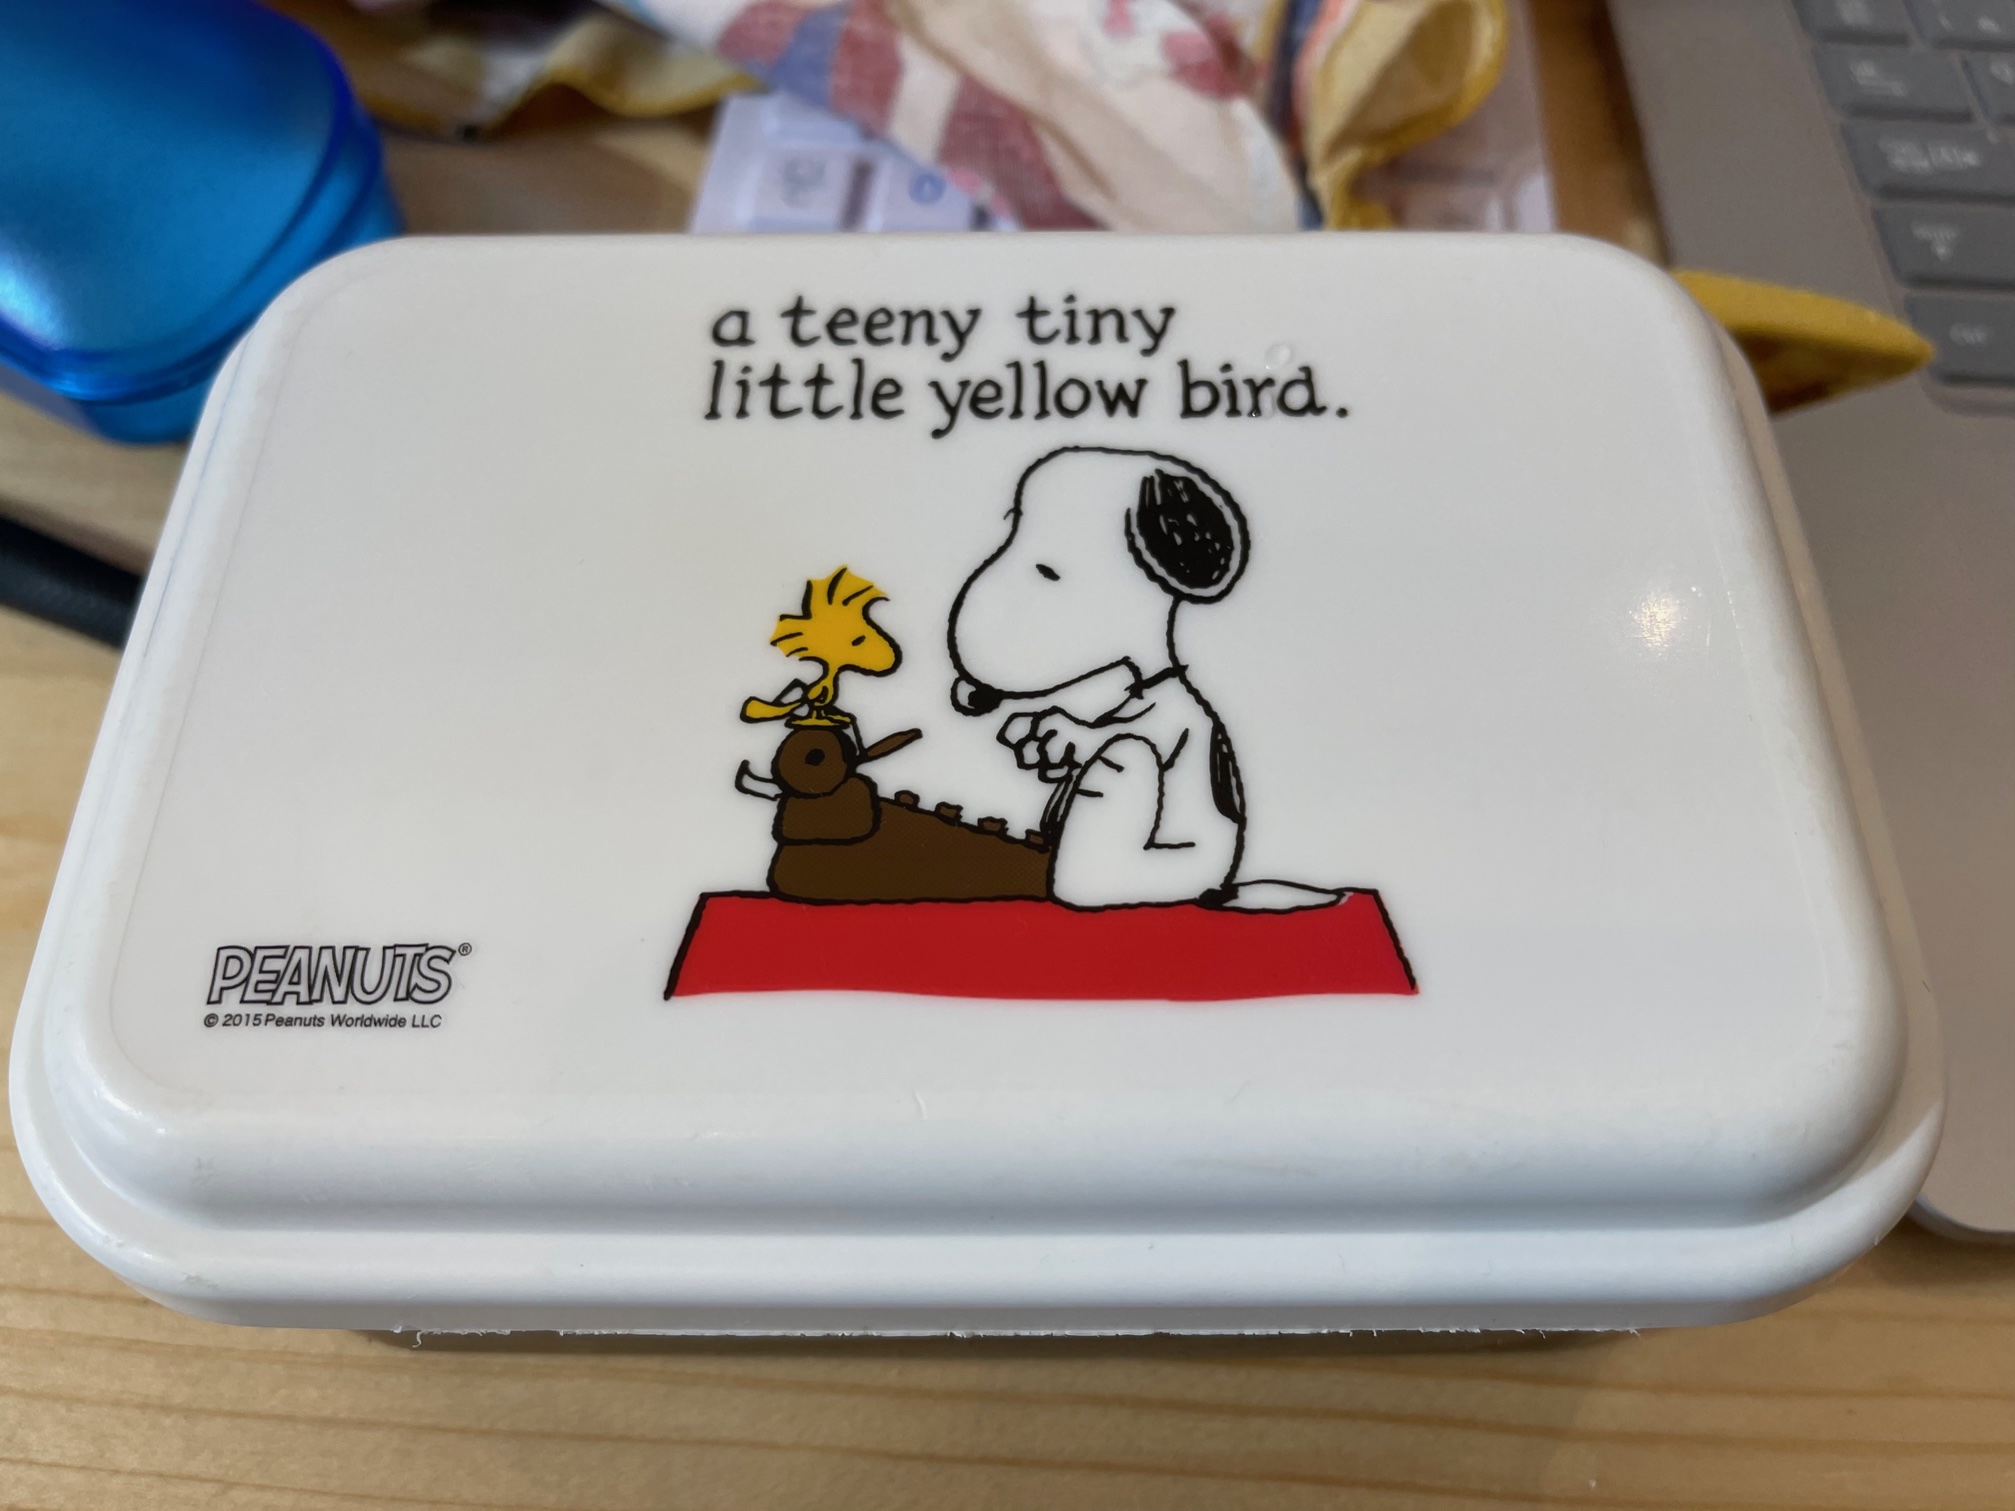 a teeny tiny
little yellow bird.
PEANUTS®
© 2015 Peanuts Worldwide LLC